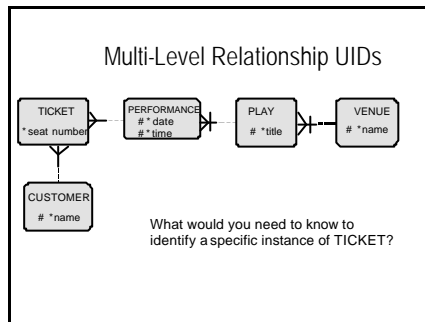 Multi-Level Relationship UIDs
TICKET
* seat number
PERFORMANCE
# * date
# * time
PLAY
# *title
VENUE
# *name
CUSTOMER
# *name
What would you need to know to
identify a specific instance of TICKET?